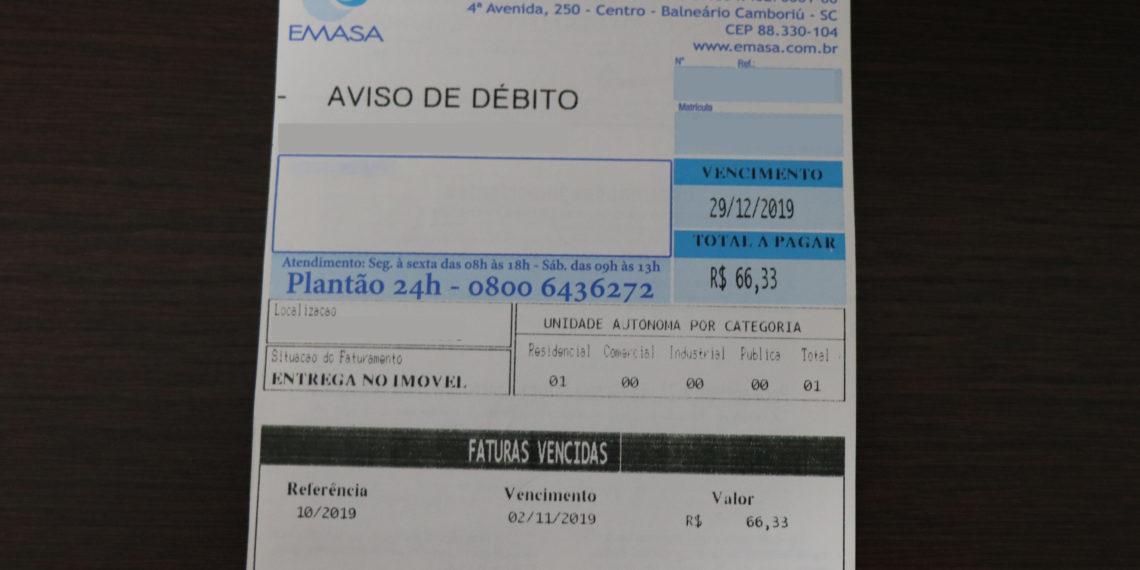 4ª Avenida, 250 - Centro - Balneário Camboriú - SC
CEP 88.330-104
www.emasa.com.br
EMASA
Nº Ref.:
- AVISO DE DÉBITO
Matrícula
VENCIMENTO
29/12/2019
TOTAL A PAGAR
R$ 66,33
Atendimento: Seg. à sexta das 08h às 18h - Sáb. das 09h às 13h
Plantão 24h - 0800 6436272
Localizacao
UNIDADE AUTONOMA POR CATEGORIA
Situacao do Faturamento
Residencial Comercial Industrial Publica Total
ENTREGA NO IMOVEL
01 00 00 00 01
FATURAS VENCIDAS
Referência Vencimento Valor
10/2019 02/11/2019 R$ 66,33